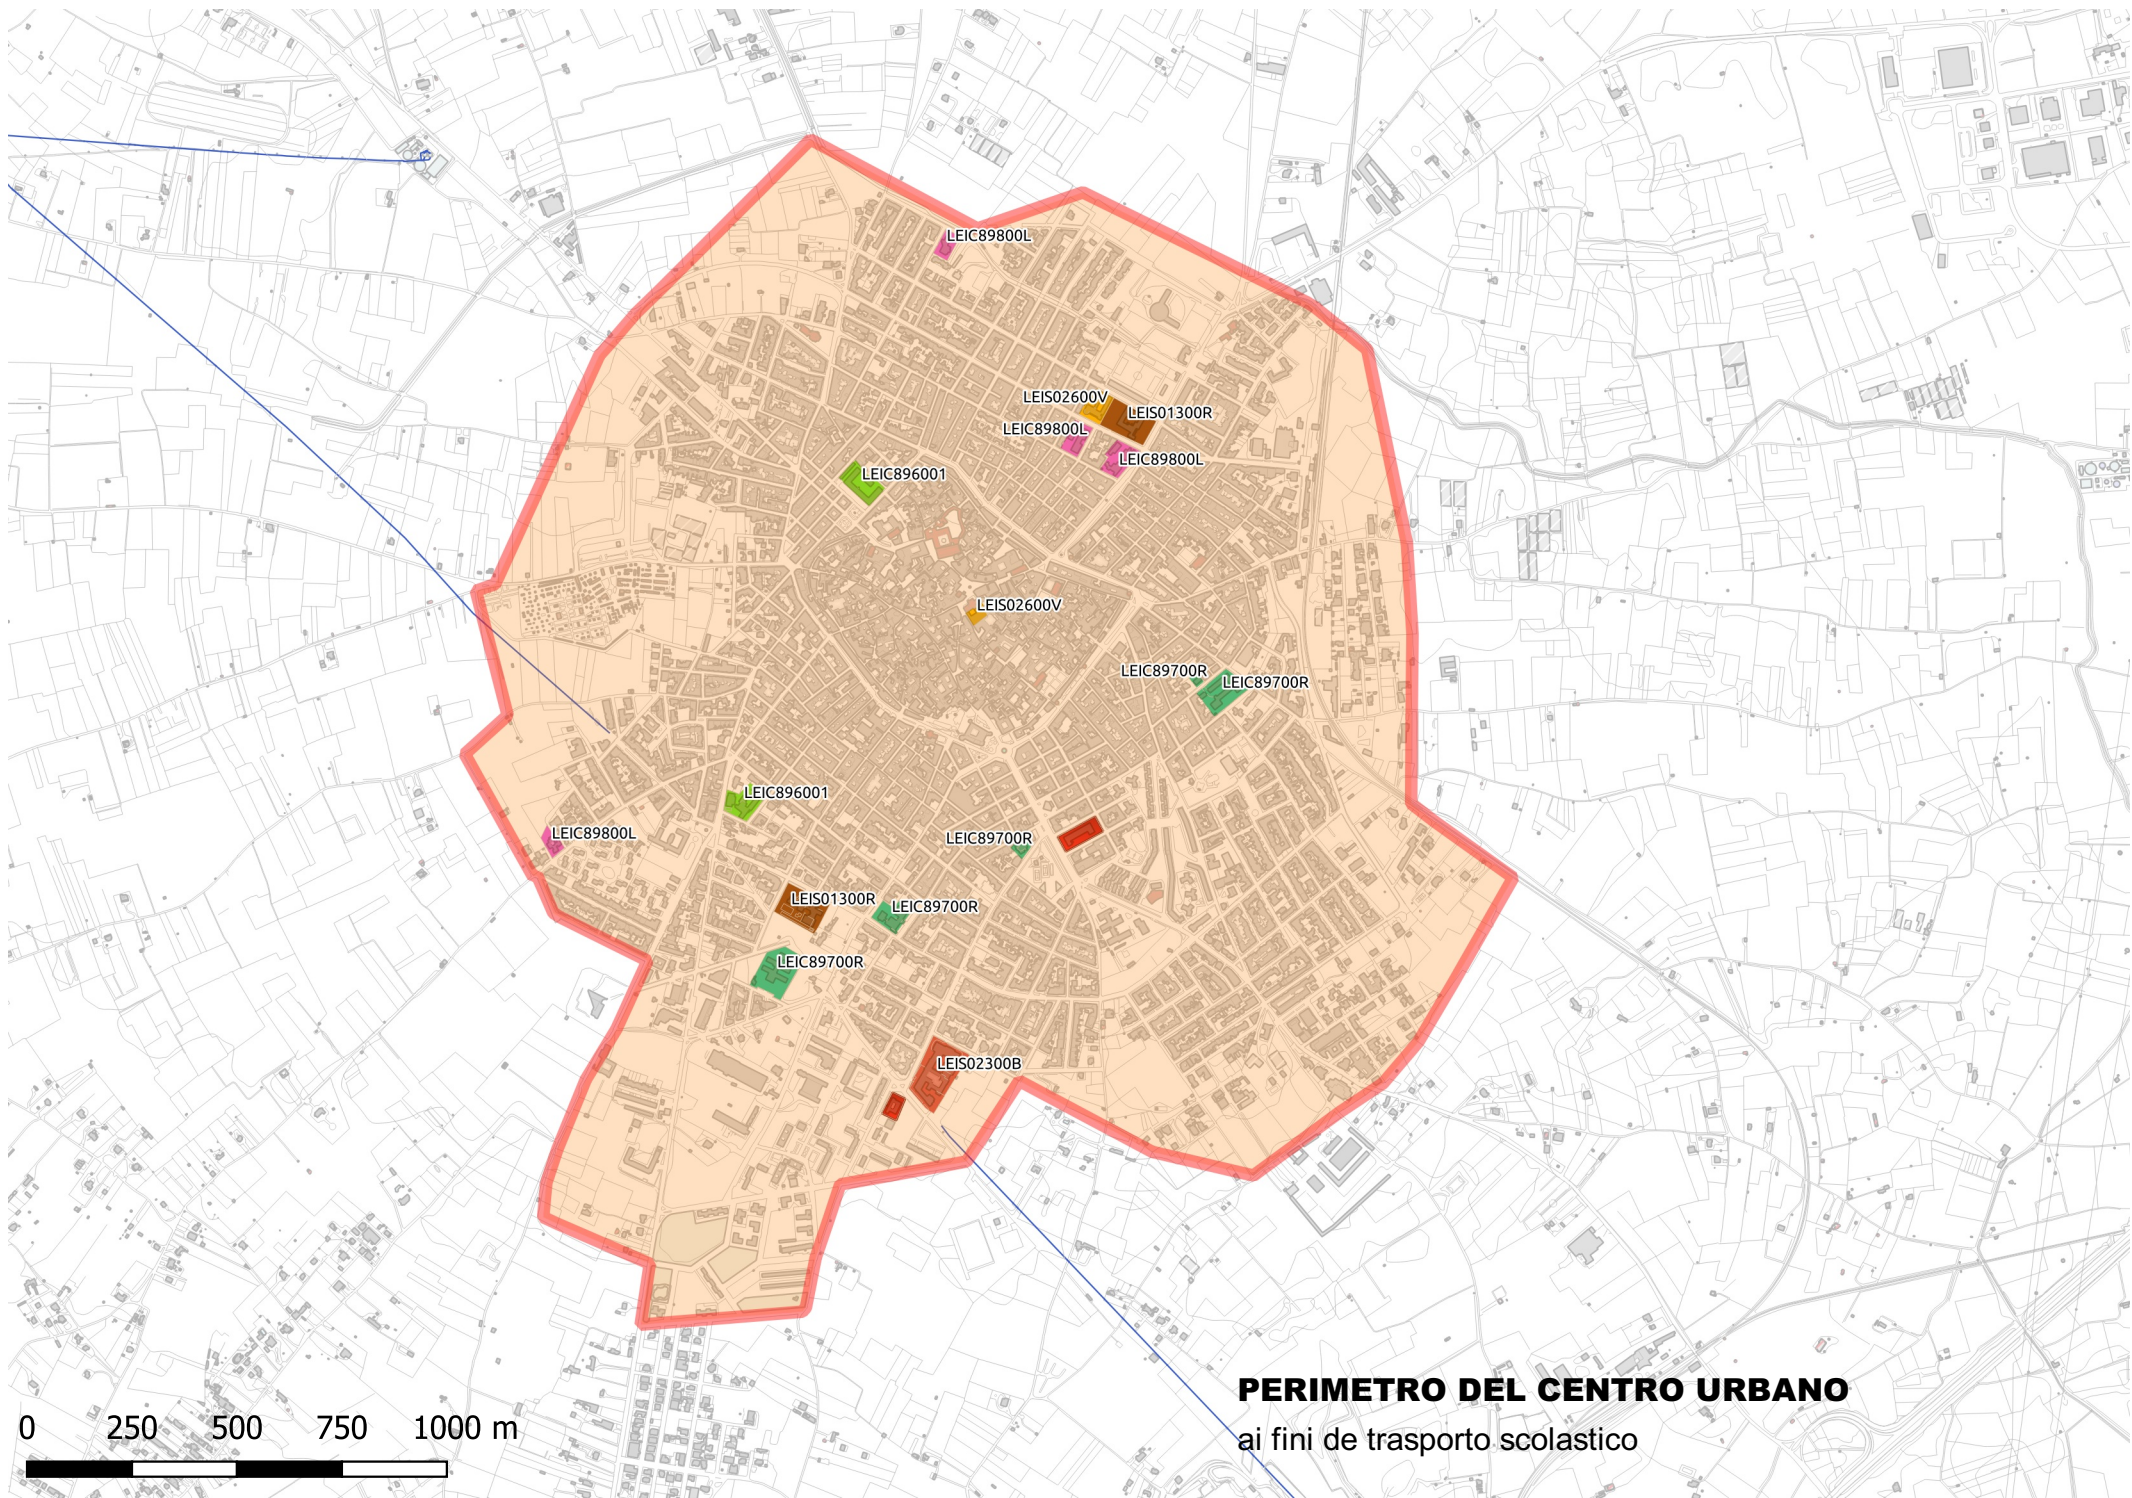 LEIC89800L
LEIS02600V
LEIS01300R
LEIC89800L
LEIC89800L
LEIC896001
LEIS02600V
LEIC89700R
LEIC89700R
LEIC896001
LEIC89800L
LEIC89700R
LEIS01300R
LEIC89700R
LEIC89700R
LEIS02300B
PERIMETRO DEL CENTRO URBANO
ai fini de trasporto scolastico
0 250 500 750 1000 m